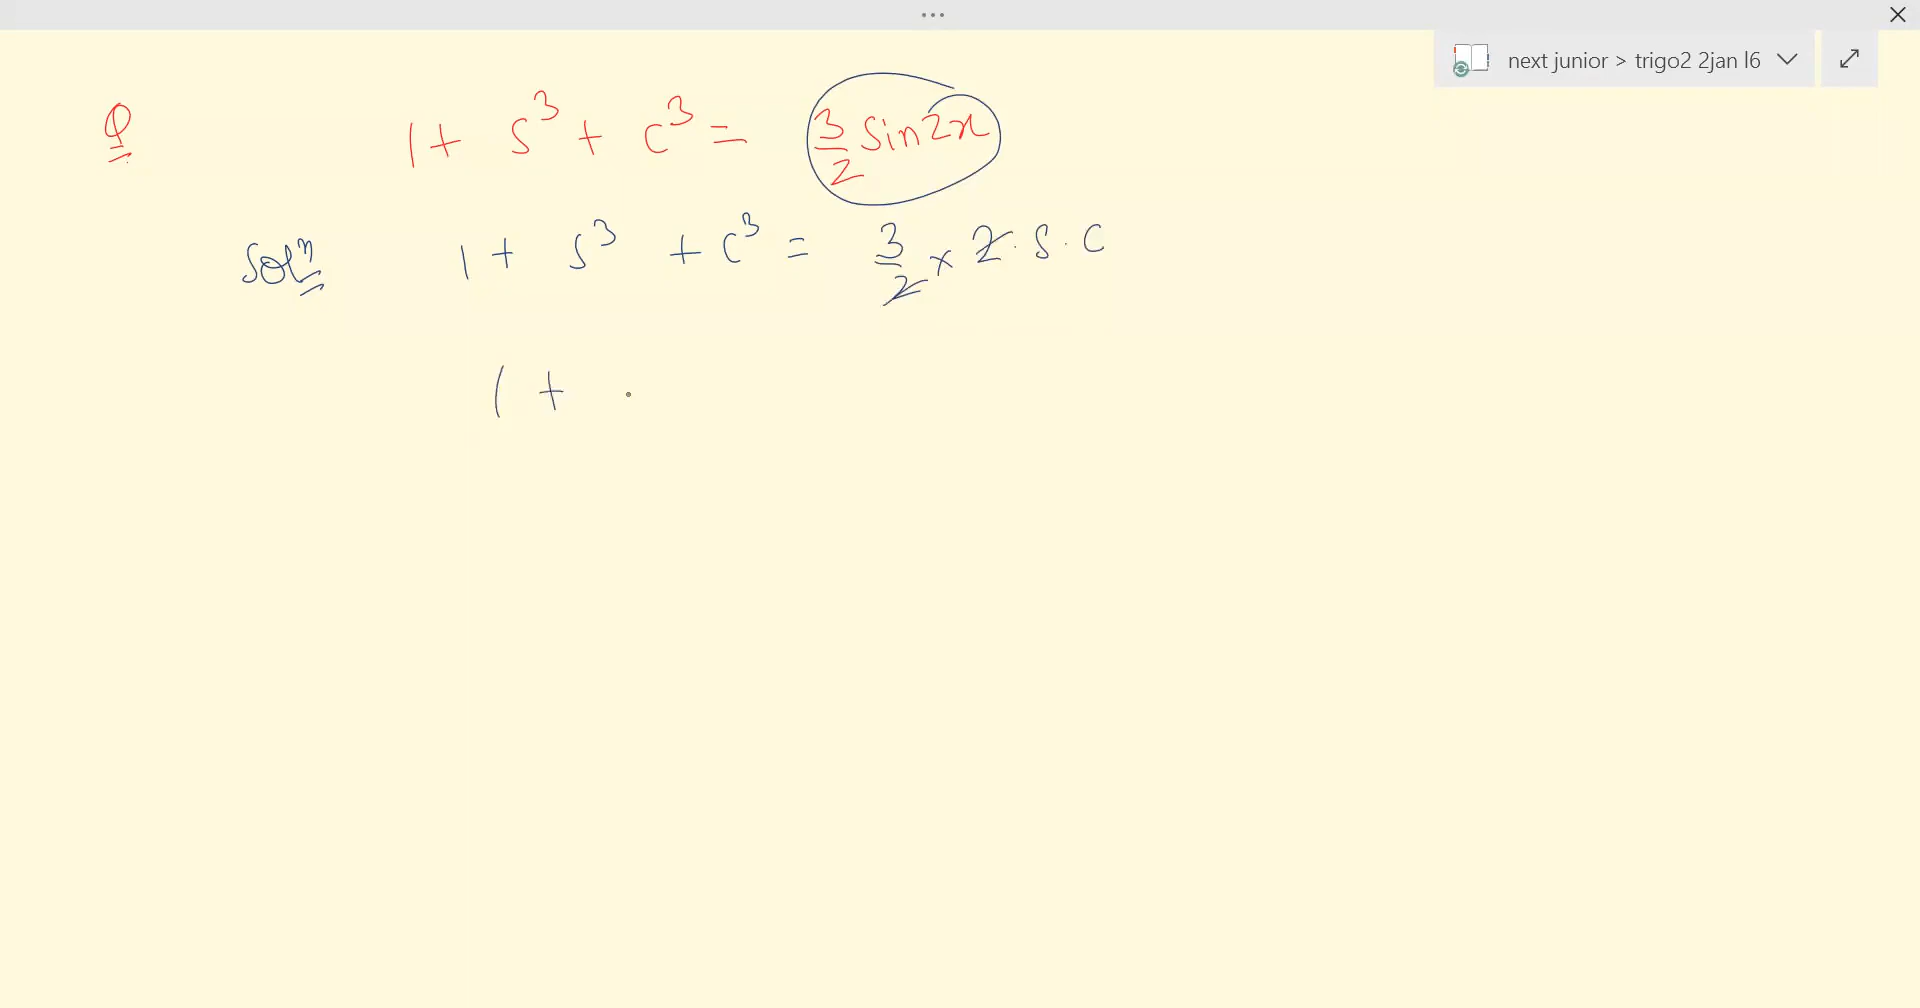 ...
next junior > trigo2 2jan l6
Q 1 + s³ + c³ = 3/2 sin2x
Solⁿ 1 + s³ + c³ = 3/2 × 2 · s · c
1 + ·